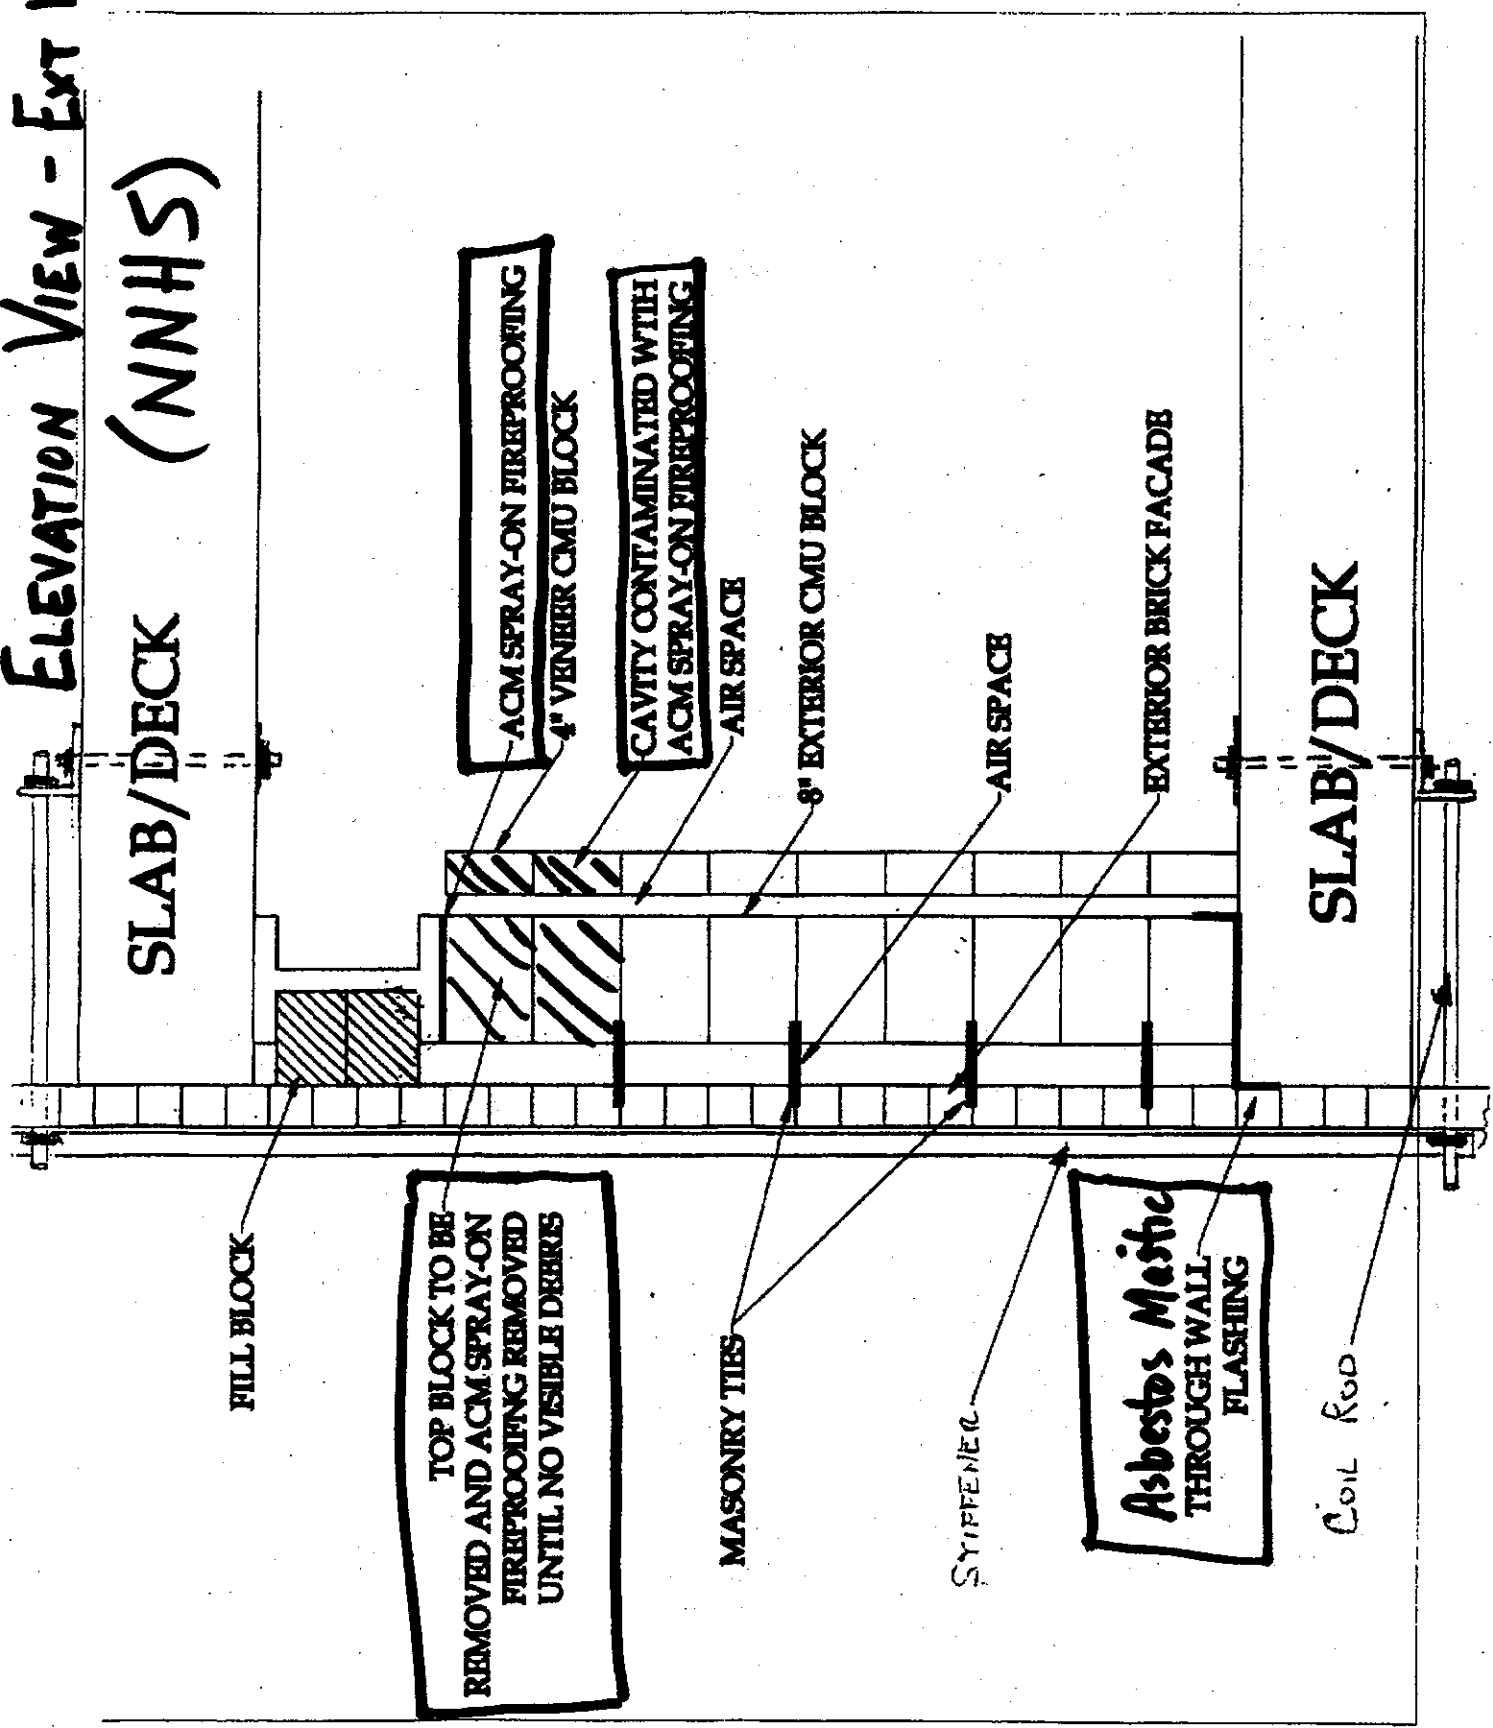 ELEVATION VIEW - EXT
(NNHS)
SLAB/DECK
ACM SPRAY-ON FIREPROOFING
4" VENEER CMU BLOCK
CAVITY CONTAMINATED WTIH
ACM SPRAY-ON FIREPROOFING
AIR SPACE
8" EXTERIOR CMU BLOCK
AIR SPACE
EXTERIOR BRICK FACADE
SLAB/DECK
FILL BLOCK
TOP BLOCK TO BE
REMOVED AND ACM SPRAY-ON
FIREPROOIFNG REMOVED
UNTIL NO VISIBLE DEBRIS
MASONRY TIES
STIFFENER
Asbestos Mastic
THROUGH WALL
FLASHING
COIL ROD